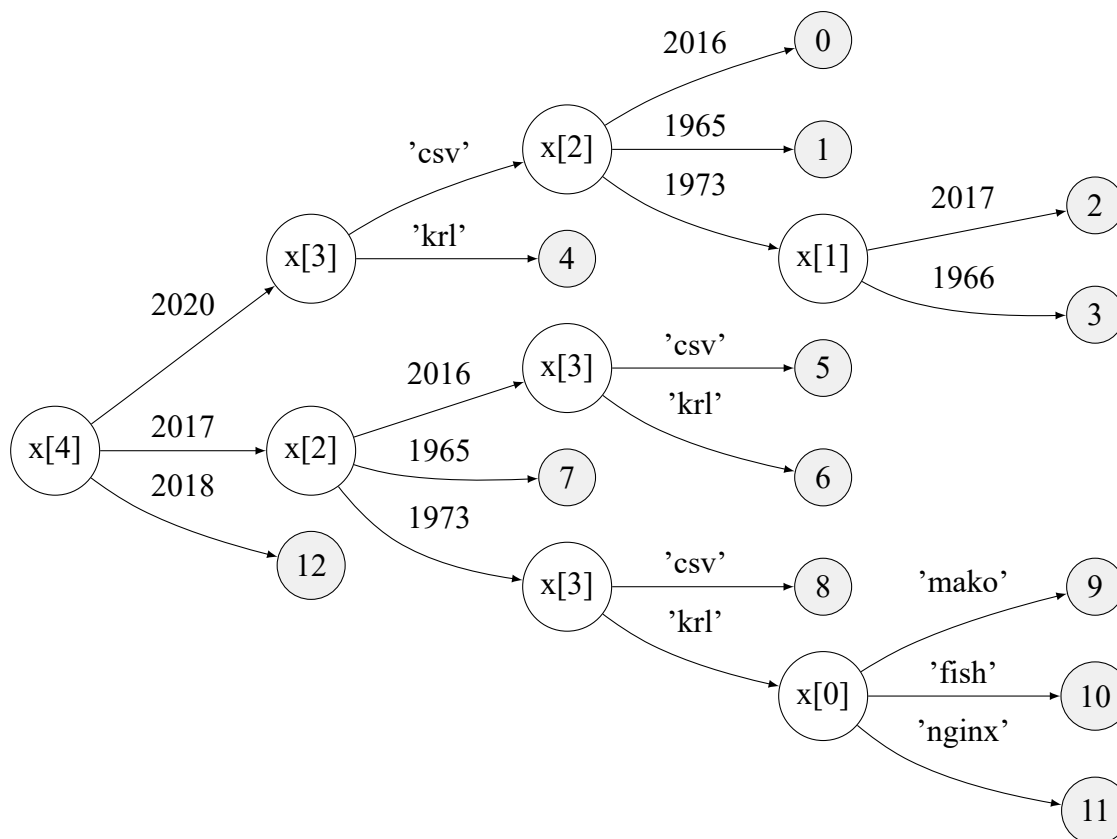 2016
0
'csv'
x[2]
1965
1
1973
2017
2
x[3]
'krl'
4
x[1]
1966
3
2020
2016
x[3]
'csv'
5
'krl'
x[4]
2017
x[2]
1965
7
6
2018
1973
12
x[3]
'csv'
8
'mako'
9
'krl'
x[0]
'fish'
10
'nginx'
11